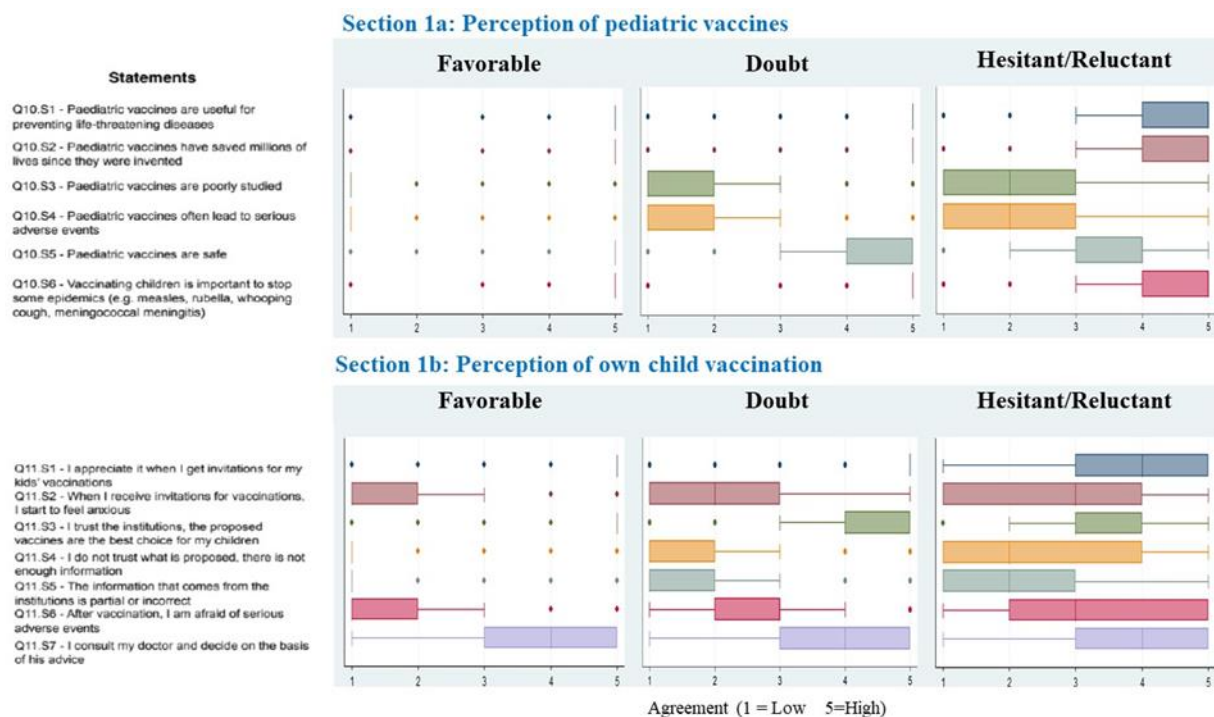 Section 1a: Perception of pediatric vaccines
Favorable
Doubt
Hesitant/Reluctant
Statements
Q10.S1 - Paediatric vaccines are useful for
preventing life-threatening diseases
Q10.S2 - Paediatric vaccines have saved millions of
lives since they were invented
Q10.S3 - Paediatric vaccines are poorly studied
Q10.S4 - Paediatric vaccines often lead to serious
adverse events
Q10.S5 - Paediatric vaccines are safe
Q10.S6 - Vaccinating children is important to stop
some epidemics (e.g. measles, rubella, whooping
cough, meningococcal meningitis)
1 2 3 4 5
1 2 3 4 5
1 2 3 4 5
Section 1b: Perception of own child vaccination
Favorable
Doubt
Hesitant/Reluctant
Q11.S1 - I appreciate it when I get invitations for my
kids' vaccinations
Q11.S2 - When I receive invitations for vaccinations,
I start to feel anxious
Q11.S3 - I trust the institutions, the proposed
vaccines are the best choice for my children
Q11.S4 - I do not trust what is proposed, there is not
enough information
Q11.S5 - The information that comes from the
institutions is partial or incorrect
Q11.S6 - After vaccination, I am afraid of serious
adverse events
Q11.S7 - I consult my doctor and decide on the basis
of his advice
1 2 3 4 5
1 2 3 4 5
1 2 3 4 5
Agreement (1 = Low 5=High)